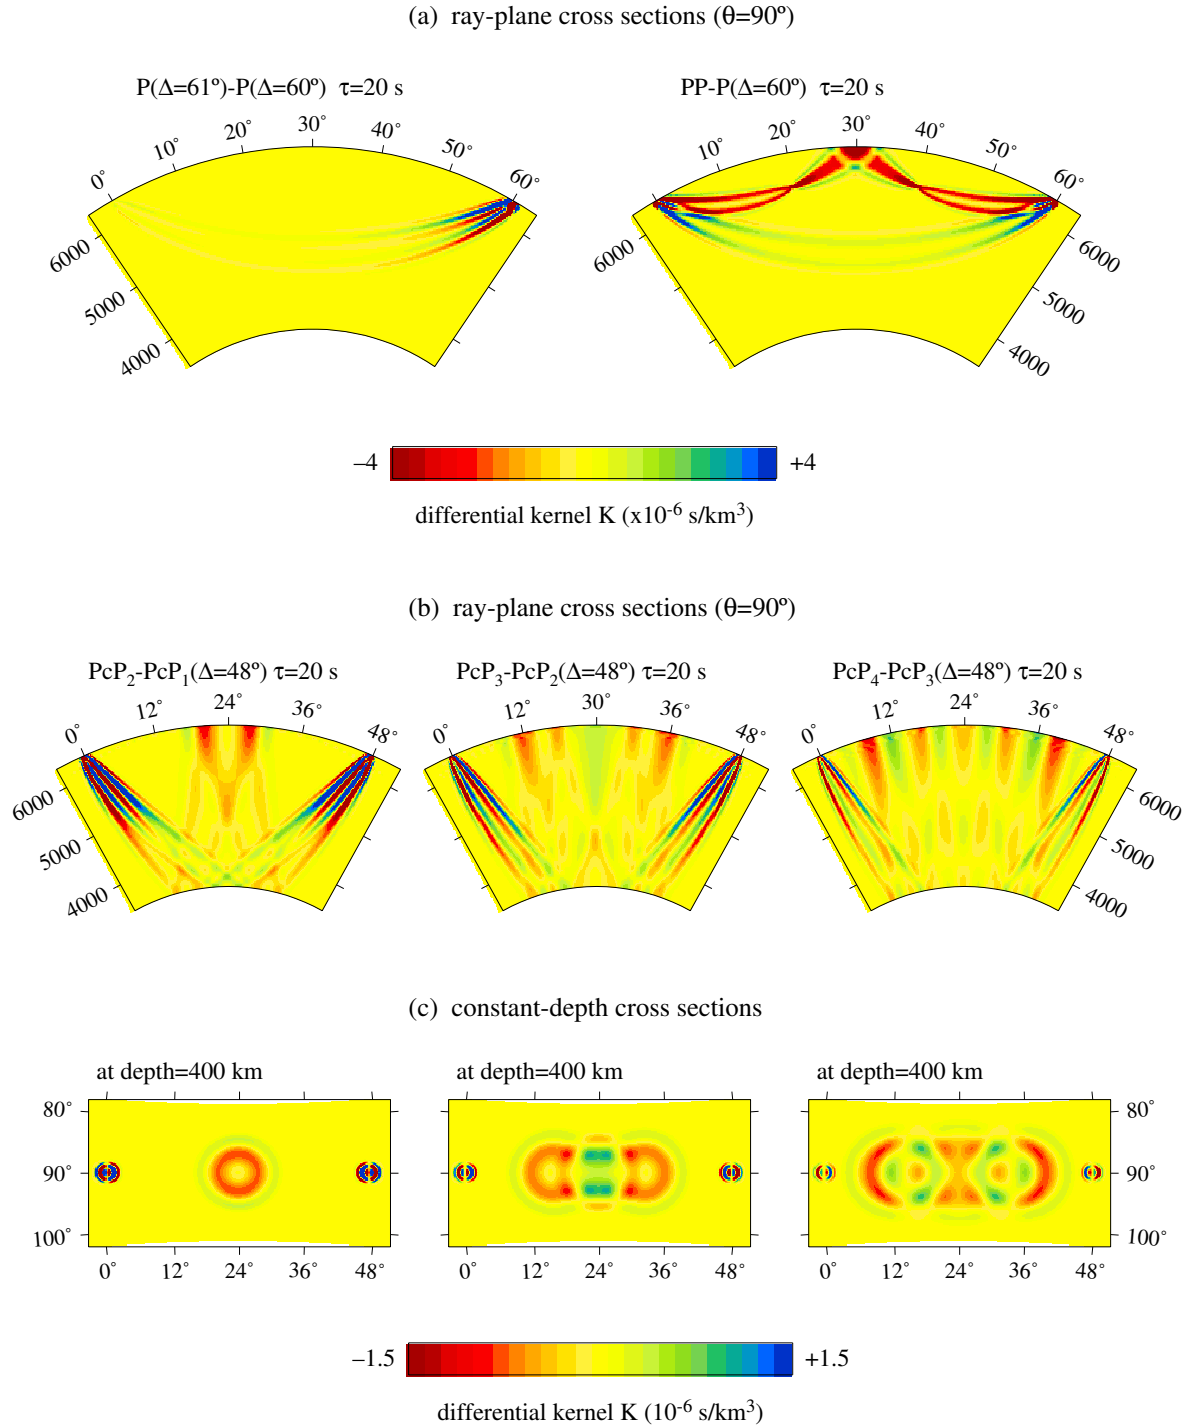 (a) ray-plane cross sections (θ=90º)
P(Δ=61º)-P(Δ=60º) τ=20 s
PP-P(Δ=60º) τ=20 s
0˚ 10˚ 20˚ 30˚ 40˚ 50˚ 60˚
10˚ 20˚ 30˚ 40˚ 50˚ 60˚
6000 5000 4000
6000
6000 5000 4000
–4 +4
differential kernel K (x10-6 s/km3)
(b) ray-plane cross sections (θ=90º)
PcP2-PcP1(Δ=48º) τ=20 s
PcP3-PcP2(Δ=48º) τ=20 s
PcP4-PcP3(Δ=48º) τ=20 s
0˚ 12˚ 24˚ 36˚ 48˚
0˚ 12˚ 30˚ 36˚ 48˚
0˚ 12˚ 24˚ 36˚ 48˚
6000 5000 4000
6000 5000 4000
(c) constant-depth cross sections
at depth=400 km
at depth=400 km
at depth=400 km
80˚ 80˚
90˚ 90˚
100˚ 100˚
0˚ 12˚ 24˚ 36˚ 48˚
0˚ 12˚ 24˚ 36˚ 48˚
0˚ 12˚ 24˚ 36˚ 48˚
–1.5 +1.5
differential kernel K (10-6 s/km3)